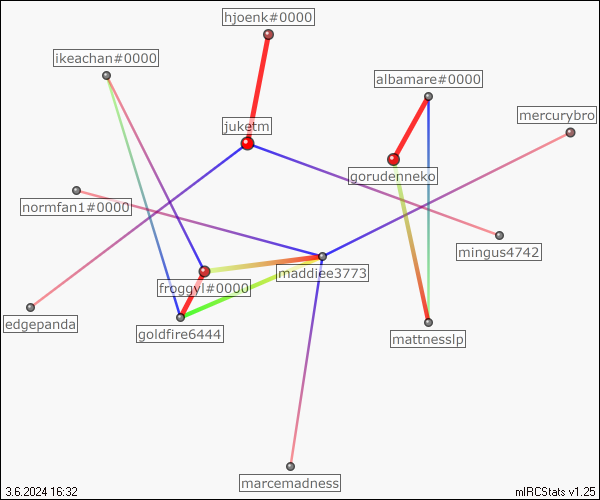 hjoenk#0000
ikeachan#0000
albamare#0000
mercurybro
juketm
gorudenneko
normfan1#0000
mingus4742
maddiee3773
froggyl#0000
edgepanda
goldfire6444
mattnesslp
marcemadness
3.6.2024 16:32
mIRCStats v1.25